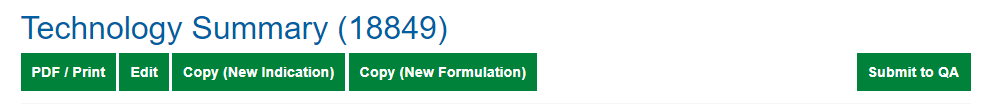 Technology Summary (18849)
PDF / Print Edit Copy (New Indication) Copy (New Formulation) Submit to QA